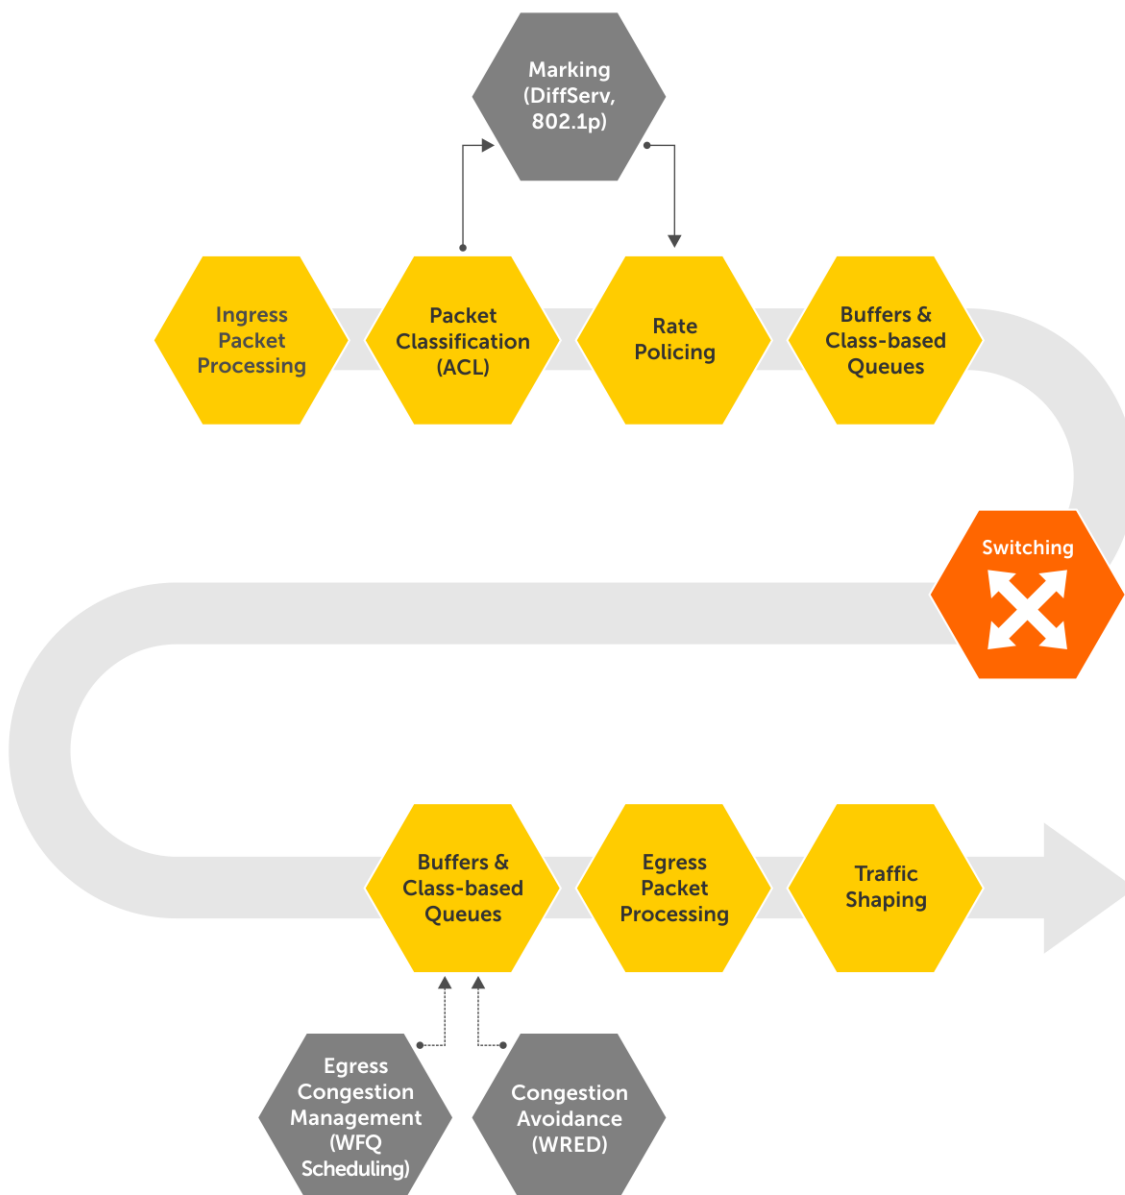 Marking
(DiffServ,
802.1p)
Ingress
Packet
Processing
Packet
Classification
(ACL)
Rate
Policing
Buffers &
Class-based
Queues
Switching
Buffers &
Class-based
Queues
Egress
Packet
Processing
Traffic
Shaping
Egress
Congestion
Management
(WFQ
Scheduling)
Congestion
Avoidance
(WRED)